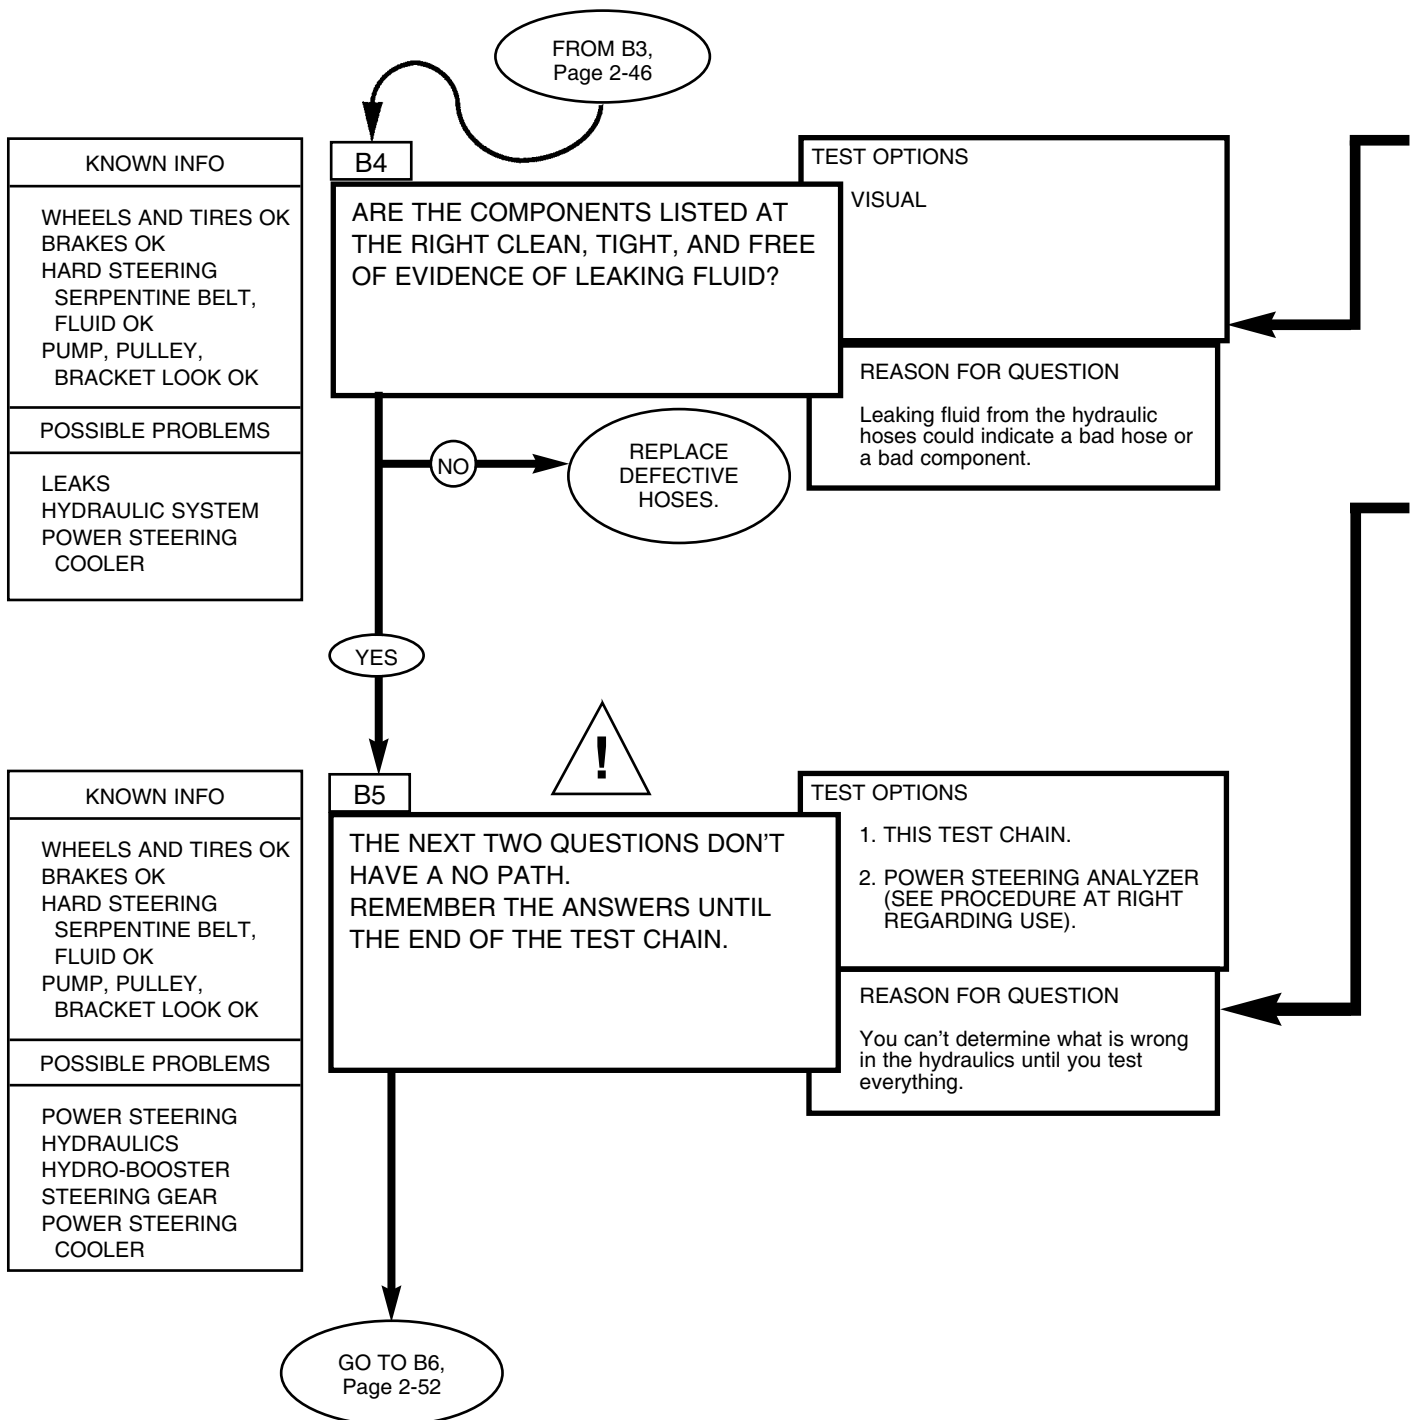 FROM B3,
Page 2-46
KNOWN INFO
WHEELS AND TIRES OK
BRAKES OK
HARD STEERING
SERPENTINE BELT,
FLUID OK
PUMP, PULLEY,
BRACKET LOOK OK
POSSIBLE PROBLEMS
LEAKS
HYDRAULIC SYSTEM
POWER STEERING
COOLER
B4
ARE THE COMPONENTS LISTED AT
THE RIGHT CLEAN, TIGHT, AND FREE
OF EVIDENCE OF LEAKING FLUID?
TEST OPTIONS
VISUAL
REASON FOR QUESTION
Leaking fluid from the hydraulic
hoses could indicate a bad hose or
a bad component.
NO
REPLACE
DEFECTIVE
HOSES.
YES
!
KNOWN INFO
WHEELS AND TIRES OK
BRAKES OK
HARD STEERING
SERPENTINE BELT,
FLUID OK
PUMP, PULLEY,
BRACKET LOOK OK
POSSIBLE PROBLEMS
POWER STEERING
HYDRAULICS
HYDRO-BOOSTER
STEERING GEAR
POWER STEERING
COOLER
B5
THE NEXT TWO QUESTIONS DON'T
HAVE A NO PATH.
REMEMBER THE ANSWERS UNTIL
THE END OF THE TEST CHAIN.
TEST OPTIONS
1. THIS TEST CHAIN.
2. POWER STEERING ANALYZER
(SEE PROCEDURE AT RIGHT
REGARDING USE).
REASON FOR QUESTION
You can't determine what is wrong
in the hydraulics until you test
everything.
GO TO B6,
Page 2-52